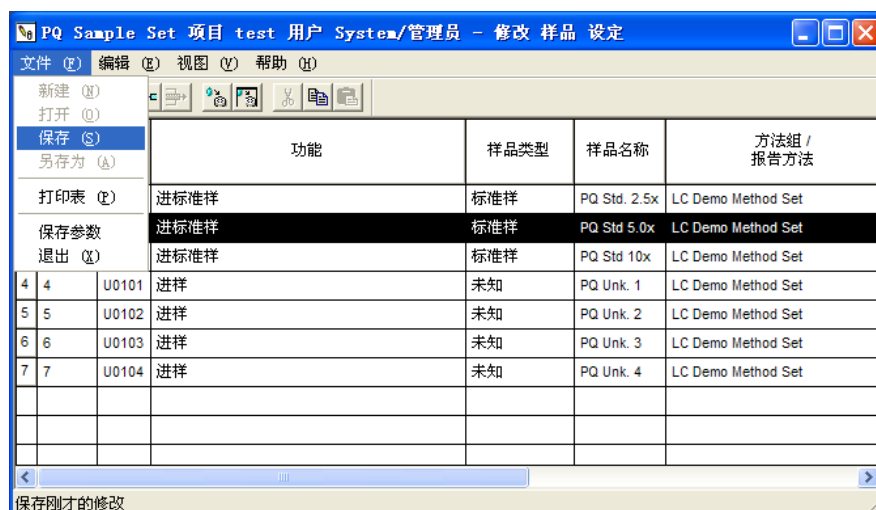 PQ Sample Set 项目 test 用户 System/管理员 - 修改 样品 设定
文件 (F) 编辑 (E) 视图 (V) 帮助 (H)
新建 (N)
打开 (O)
保存 (S)
另存为 (A)
打印表 (P)
保存参数
退出 (X)
功能 样品类型 样品名称 方法组 /
报告方法
进标准样 标准样 PQ Std. 2.5x LC Demo Method Set
进标准样 标准样 PQ Std 5.0x LC Demo Method Set
进标准样 标准样 PQ Std 10x LC Demo Method Set
4 4 U0101 进样 未知 PQ Unk. 1 LC Demo Method Set
5 5 U0102 进样 未知 PQ Unk. 2 LC Demo Method Set
6 6 U0103 进样 未知 PQ Unk. 3 LC Demo Method Set
7 7 U0104 进样 未知 PQ Unk. 4 LC Demo Method Set
保存刚才的修改